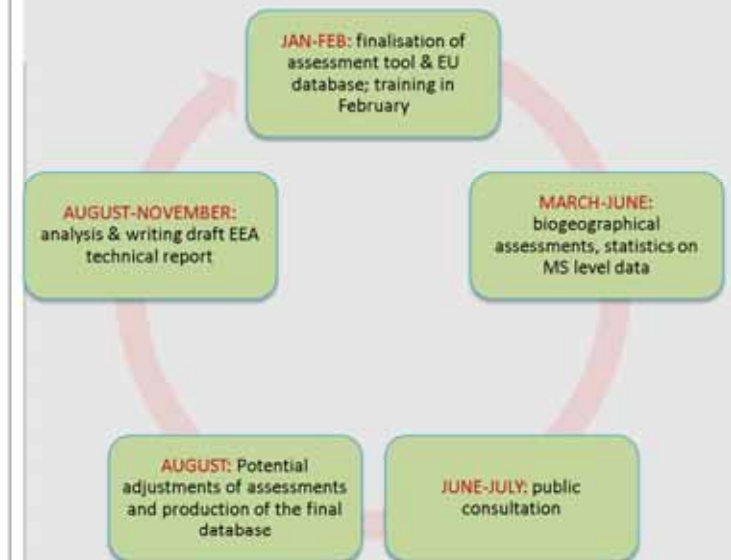 JAN-FEB: finalisation of
assessment tool & EU
database; training in
February
MARCH-JUNE:
biogeographical
assessments, statistics on
MS level data
JUNE-JULY: public
consultation
AUGUST: Potential
adjustments of assessments
and production of the final
database
AUGUST-NOVEMBER:
analysis & writing draft EEA
technical report